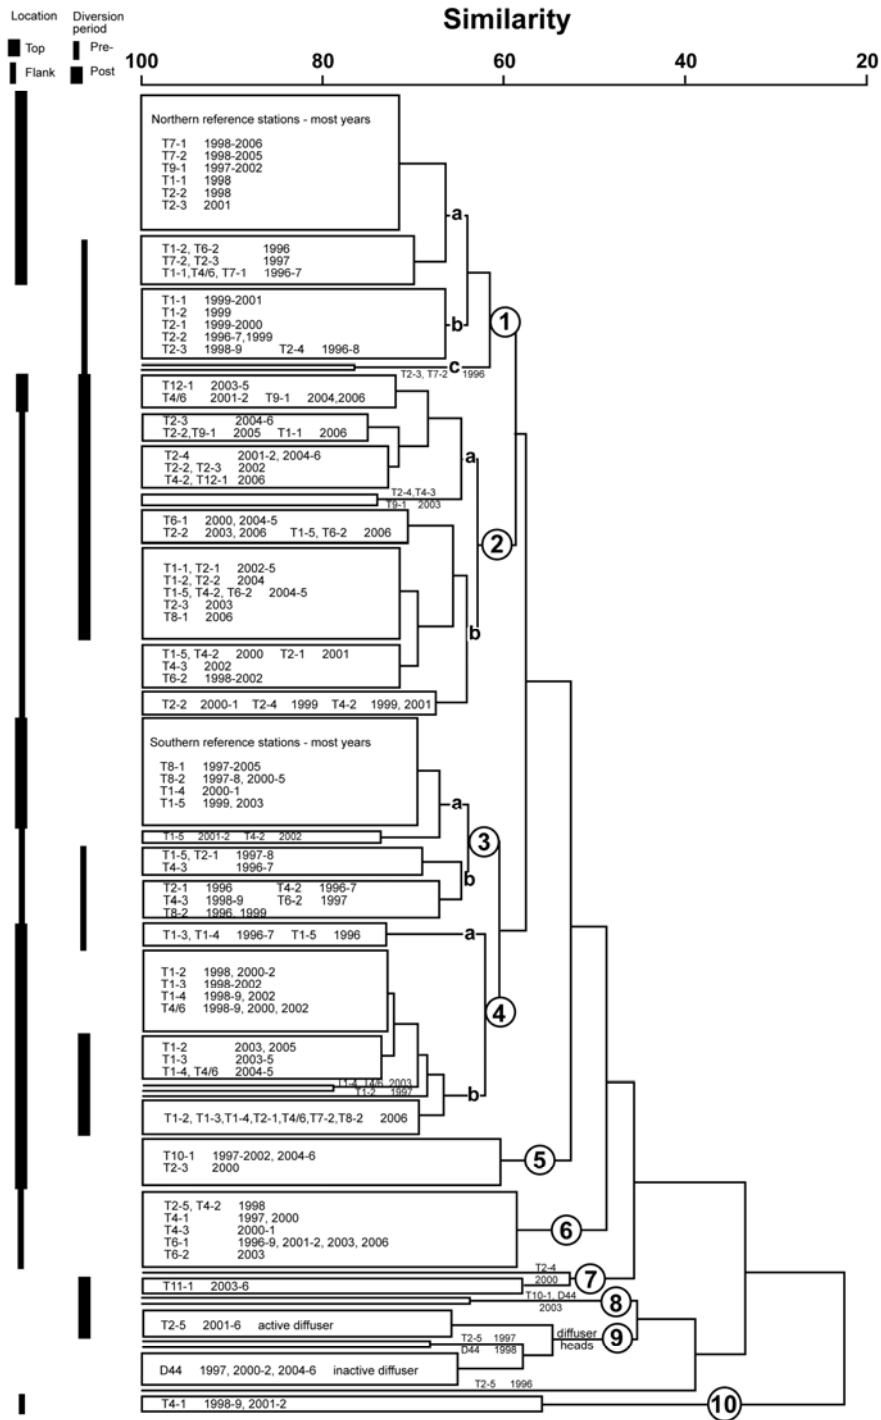 Similarity
Location Diversion period
Top Pre-
Flank Post
100 80 60 40 20
Northern reference stations - most years
T7-1 1998-2006
T7-2 1998-2005
T9-1 1997-2002
T1-1 1998
T2-2 1998
T2-3 2001
a
T1-2, T6-2 1996
T7-2, T2-3 1997
T1-1,T4/6, T7-1 1996-7
T1-1 1999-2001
T1-2 1999
T2-1 1999-2000
T2-2 1996-7,1999
T2-3 1998-9 T2-4 1996-8
b
1
c
T2-3, T7-2 1996
T12-1 2003-5
T4/6 2001-2 T9-1 2004,2006
T2-3 2004-6
T2-2,T9-1 2005 T1-1 2006
T2-4 2001-2, 2004-6
T2-2, T2-3 2002
T4-2, T12-1 2006
a
T2-4,T4-3
T9-1 2003
T6-1 2000, 2004-5
T2-2 2003, 2006 T1-5, T6-2 2006
2
T1-1, T2-1 2002-5
T1-2, T2-2 2004
T1-5, T4-2, T6-2 2004-5
T2-3 2003
T8-1 2006
b
T1-5, T4-2 2000 T2-1 2001
T4-3 2002
T6-2 1998-2002
T2-2 2000-1 T2-4 1999 T4-2 1999, 2001
Southern reference stations - most years
T8-1 1997-2005
T8-2 1997-8, 2000-5
T1-4 2000-1
T1-5 1999, 2003
a
T1-5 2001-2 T4-2 2002
3
T1-5, T2-1 1997-8
T4-3 1996-7
b
T2-1 1996 T4-2 1996-7
T4-3 1998-9 T6-2 1997
T8-2 1996, 1999
T1-3, T1-4 1996-7 T1-5 1996
a
T1-2 1998, 2000-2
T1-3 1998-2002
T1-4 1998-9, 2002
T4/6 1998-9, 2000, 2002
4
T1-2 2003, 2005
T1-3 2003-5
T1-4, T4/6 2004-5
T1-4, T4/6 2003
T1-2 1997
b
T1-2, T1-3,T1-4,T2-1,T4/6,T7-2,T8-2 2006
T10-1 1997-2002, 2004-6
T2-3 2000
5
T2-5, T4-2 1998
T4-1 1997, 2000
T4-3 2000-1
T6-1 1996-9, 2001-2, 2003, 2006
T6-2 2003
6
T2-4
2000
7
T11-1 2003-6
T10-1, D44
2003
8
T2-5 2001-6 active diffuser
diffuser heads
9
T2-5 1997
D44 1998
D44 1997, 2000-2, 2004-6 inactive diffuser
T2-5 1996
T4-1 1998-9, 2001-2
10